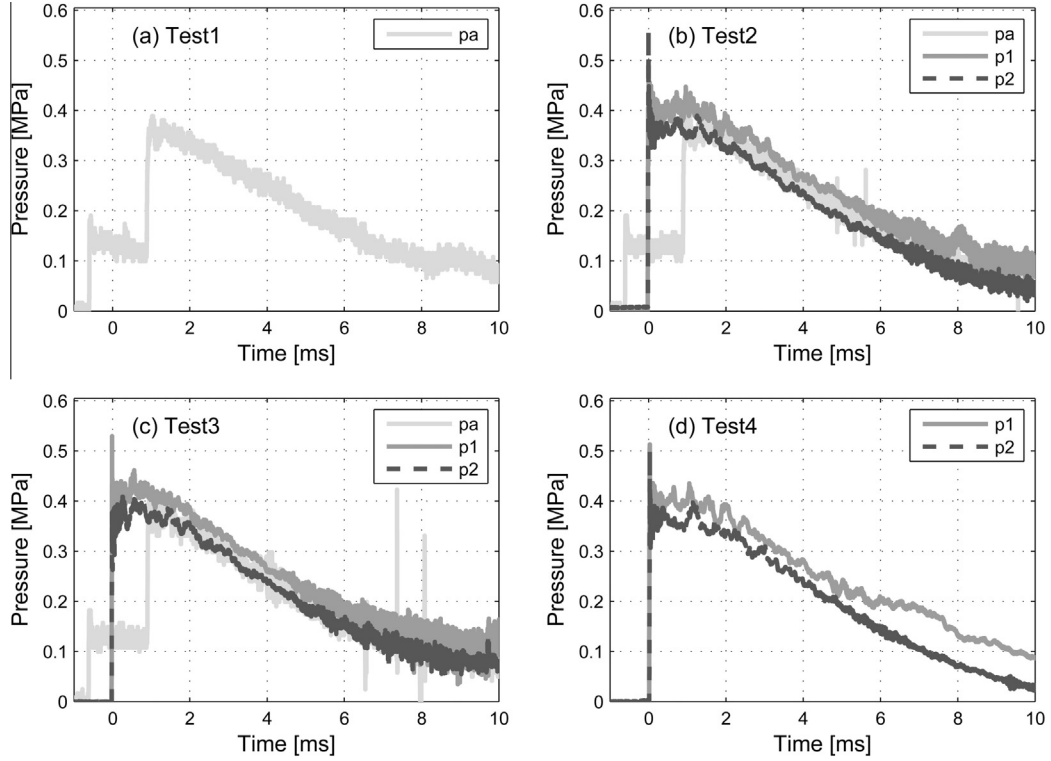 (a) Test1
pa
Pressure [MPa]
0.6
0.5
0.4
0.3
0.2
0.1
0
0 2 4 6 8 10
Time [ms]
(b) Test2
pa
p1
p2
Pressure [MPa]
0.6
0.5
0.4
0.3
0.2
0.1
0
0 2 4 6 8 10
Time [ms]
(c) Test3
pa
p1
p2
Pressure [MPa]
0.6
0.5
0.4
0.3
0.2
0.1
0
0 2 4 6 8 10
Time [ms]
(d) Test4
p1
p2
Pressure [MPa]
0.6
0.5
0.4
0.3
0.2
0.1
0
0 2 4 6 8 10
Time [ms]